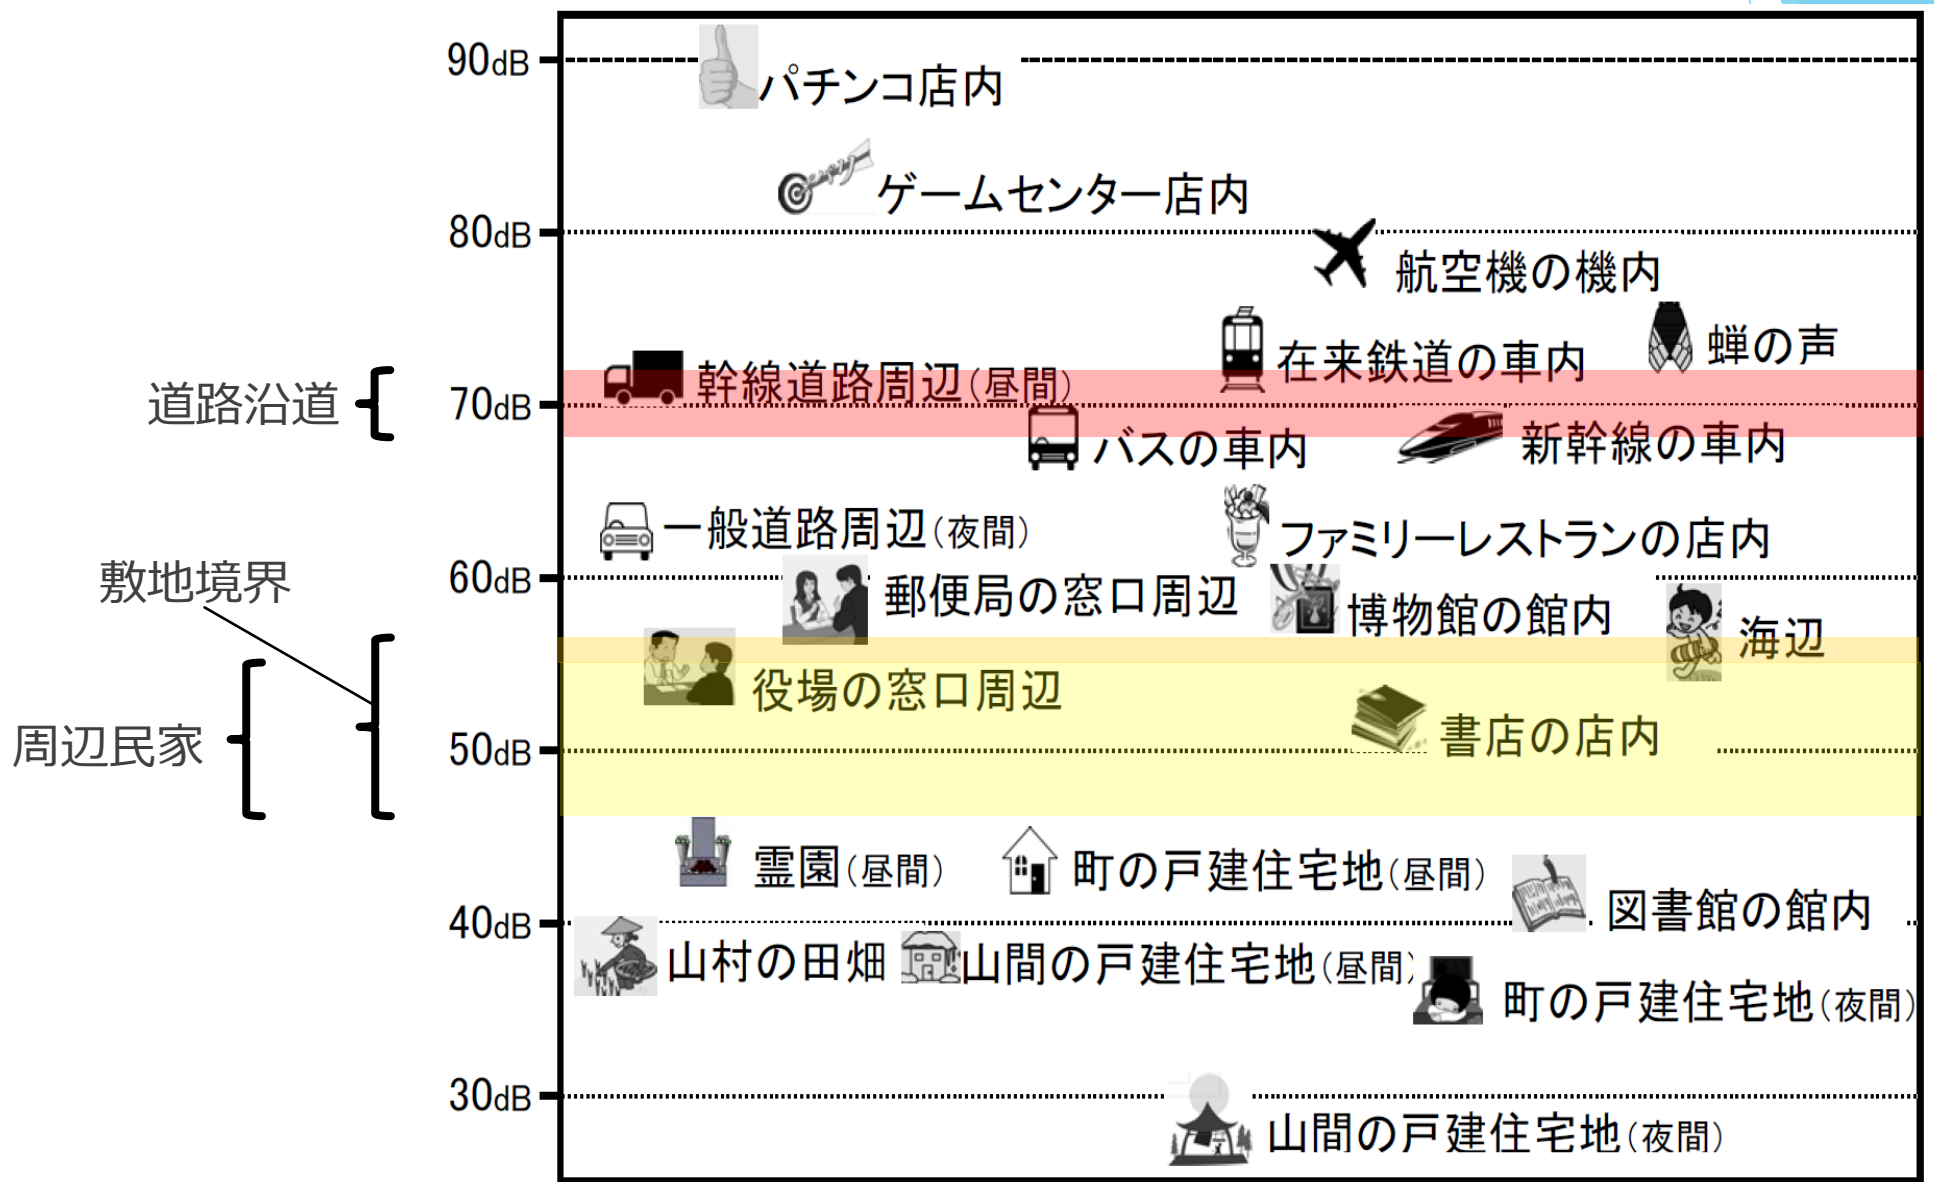 90dB
パチンコ店内
ゲームセンター店内
80dB
航空機の機内
蝉の声
在来鉄道の車内
幹線道路周辺(昼間)
道路沿道
70dB
バスの車内
新幹線の車内
一般道路周辺(夜間)
ファミリーレストランの店内
敷地境界
60dB
郵便局の窓口周辺
博物館の館内
海辺
役場の窓口周辺
書店の店内
周辺民家
50dB
霊園(昼間)
町の戸建住宅地(昼間)
図書館の館内
40dB
山村の田畑
山間の戸建住宅地(昼間)
町の戸建住宅地(夜間)
30dB
山間の戸建住宅地(夜間)